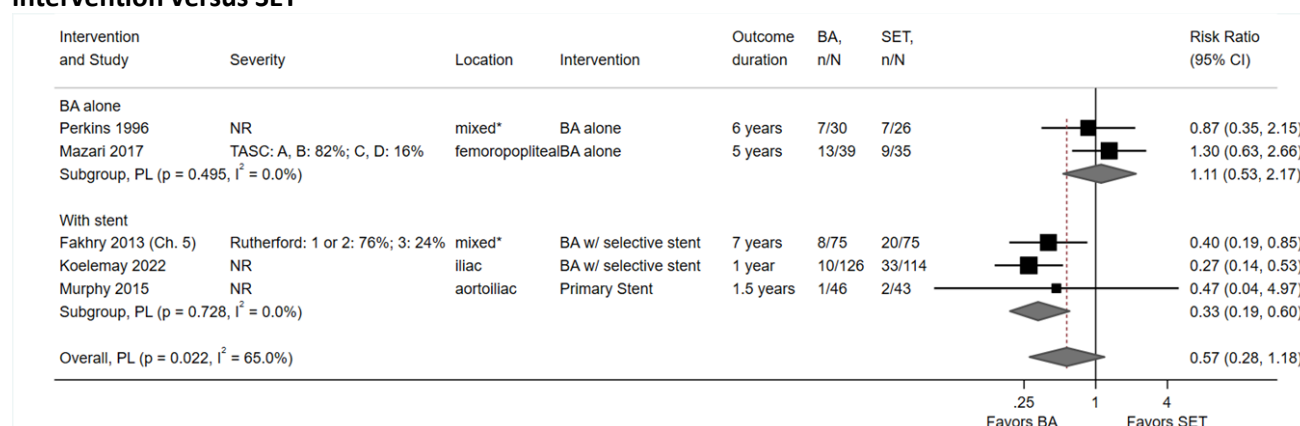 Intervention versus SET
Intervention and Study Severity Location Intervention Outcome duration BA, n/N SET, n/N Risk Ratio (95% CI)
BA alone
Perkins 1996 NR mixed* BA alone 6 years 7/30 7/26 0.87 (0.35, 2.15)
Mazari 2017 TASC: A, B: 82%; C, D: 16% femoropopliteal BA alone 5 years 13/39 9/35 1.30 (0.63, 2.66)
Subgroup, PL (p = 0.495, I² = 0.0%) 1.11 (0.53, 2.17)
With stent
Fakhry 2013 (Ch. 5) Rutherford: 1 or 2: 76%; 3: 24% mixed* BA w/ selective stent 7 years 8/75 20/75 0.40 (0.19, 0.85)
Koelemay 2022 NR iliac BA w/ selective stent 1 year 10/126 33/114 0.27 (0.14, 0.53)
Murphy 2015 NR aortoiliac Primary Stent 1.5 years 1/46 2/43 0.47 (0.04, 4.97)
Subgroup, PL (p = 0.728, I² = 0.0%) 0.33 (0.19, 0.60)
Overall, PL (p = 0.022, I² = 65.0%) 0.57 (0.28, 1.18)
.25 1 4
Favors BA Favors SET